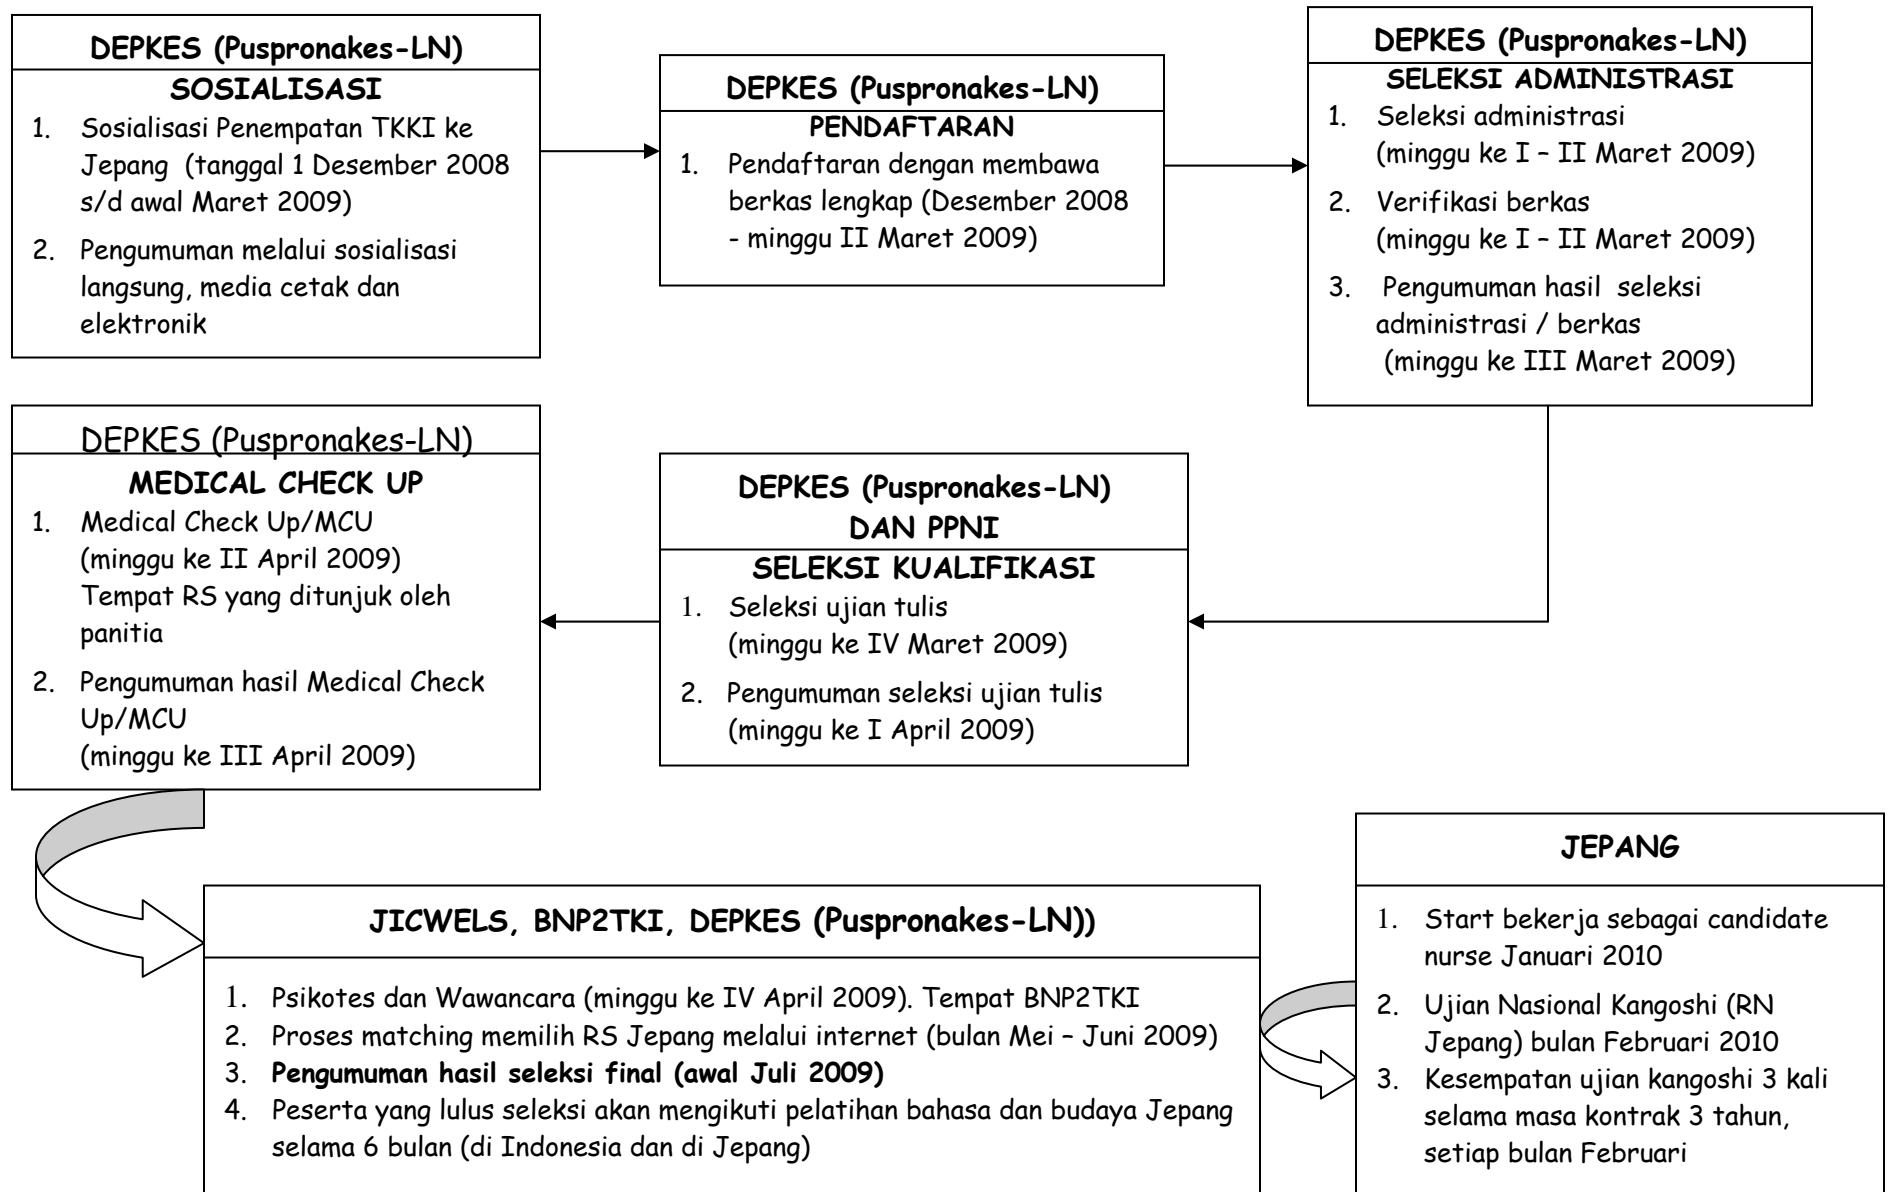 DEPKES (Puspronakes-LN)
SOSIALISASI
1. Sosialisasi Penempatan TKKI ke
Jepang (tanggal 1 Desember 2008
s/d awal Maret 2009)
2. Pengumuman melalui sosialisasi
langsung, media cetak dan
elektronik
DEPKES (Puspronakes-LN)
PENDAFTARAN
1. Pendaftaran dengan membawa
berkas lengkap (Desember 2008
- minggu II Maret 2009)
DEPKES (Puspronakes-LN)
SELEKSI ADMINISTRASI
1. Seleksi administrasi
(minggu ke I – II Maret 2009)
2. Verifikasi berkas
(minggu ke I – II Maret 2009)
3. Pengumuman hasil seleksi
administrasi / berkas
(minggu ke III Maret 2009)
DEPKES (Puspronakes-LN)
DAN PPNI
SELEKSI KUALIFIKASI
1. Seleksi ujian tulis
(minggu ke IV Maret 2009)
2. Pengumuman seleksi ujian tulis
(minggu ke I April 2009)
DEPKES (Puspronakes-LN)
MEDICAL CHECK UP
1. Medical Check Up/MCU
(minggu ke II April 2009)
Tempat RS yang ditunjuk oleh
panitia
2. Pengumuman hasil Medical Check
Up/MCU
(minggu ke III April 2009)
JICWELS, BNP2TKI, DEPKES (Puspronakes-LN))
1. Psikotes dan Wawancara (minggu ke IV April 2009). Tempat BNP2TKI
2. Proses matching memilih RS Jepang melalui internet (bulan Mei – Juni 2009)
3. Pengumuman hasil seleksi final (awal Juli 2009)
4. Peserta yang lulus seleksi akan mengikuti pelatihan bahasa dan budaya Jepang
selama 6 bulan (di Indonesia dan di Jepang)
JEPANG
1. Start bekerja sebagai candidate
nurse Januari 2010
2. Ujian Nasional Kangoshi (RN
Jepang) bulan Februari 2010
3. Kesempatan ujian kangoshi 3 kali
selama masa kontrak 3 tahun,
setiap bulan Februari